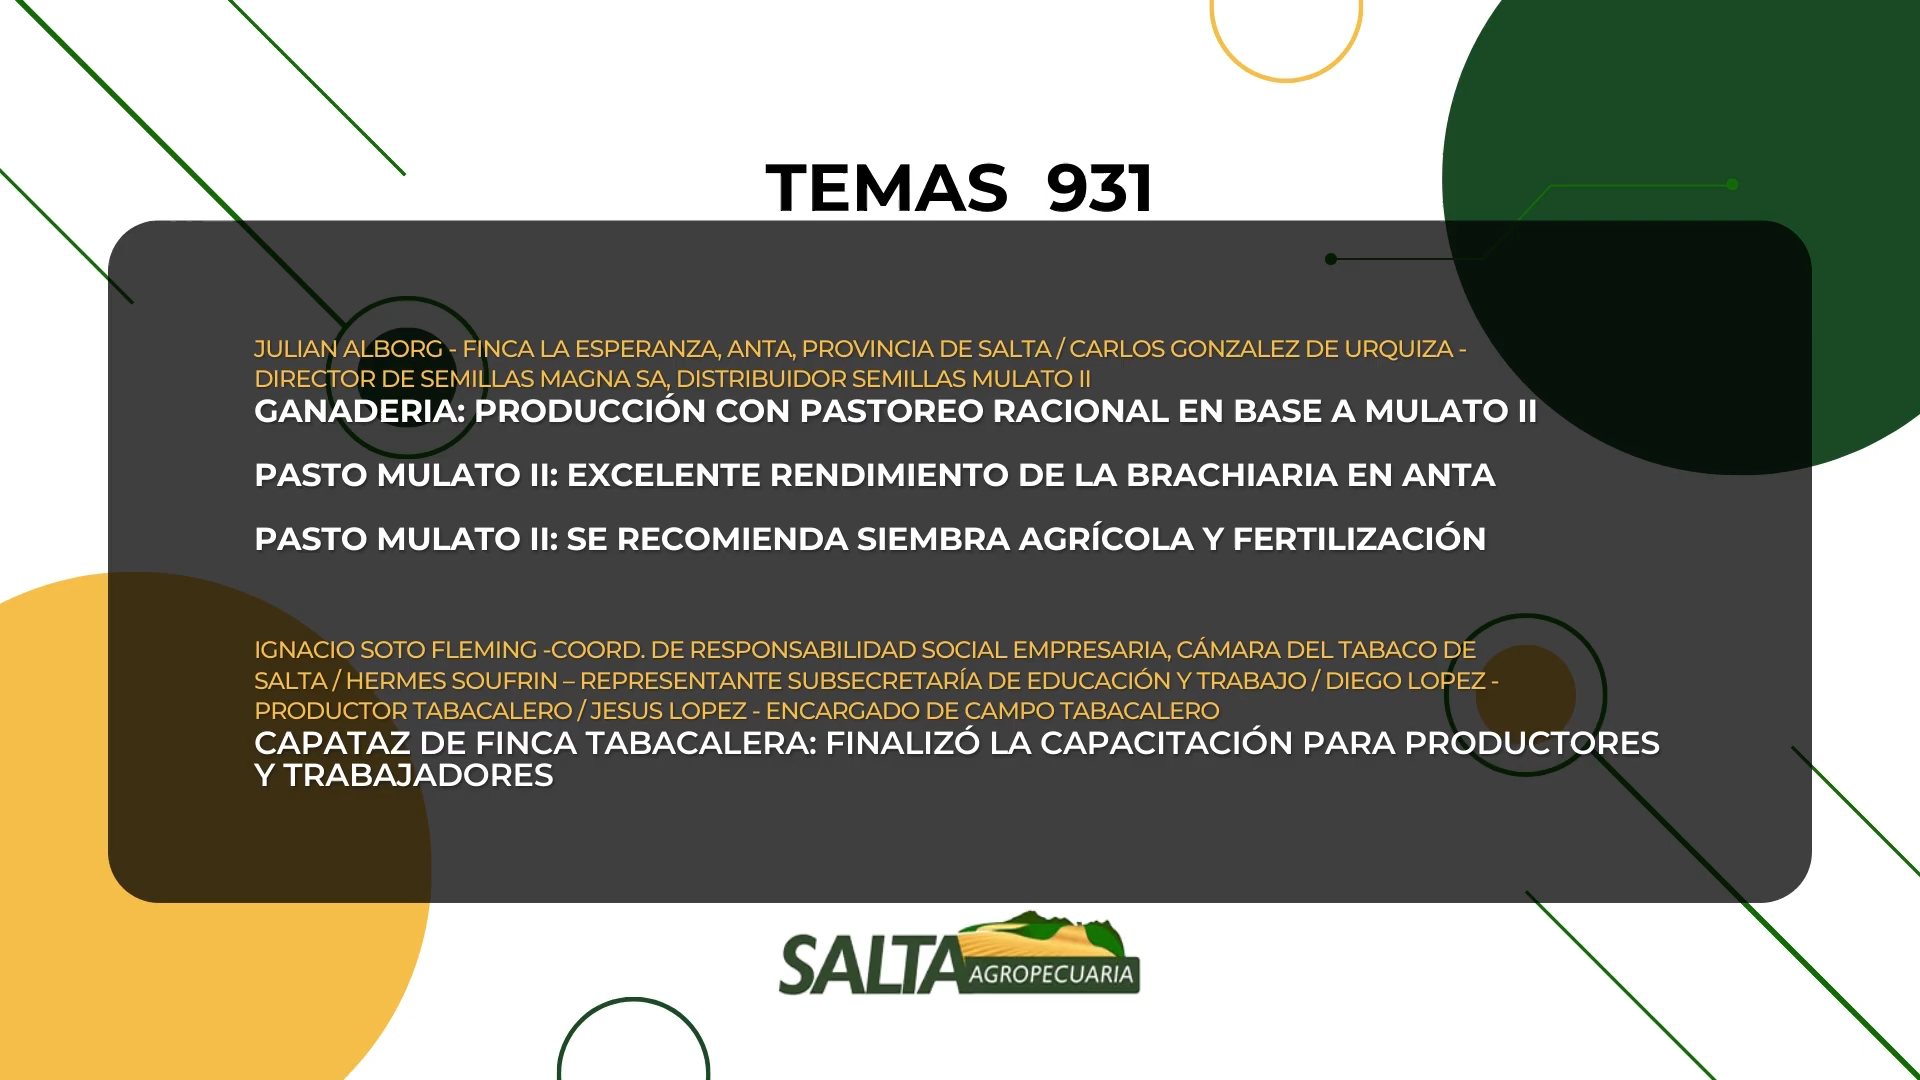 TEMAS 931
JULIAN ALBORG - FINCA LA ESPERANZA, ANTA, PROVINCIA DE SALTA / CARLOS GONZALEZ DE URQUIZA -
DIRECTOR DE SEMILLAS MAGNA SA, DISTRIBUIDOR SEMILLAS MULATO II
GANADERIA: PRODUCCIÓN CON PASTOREO RACIONAL EN BASE A MULATO II
PASTO MULATO II: EXCELENTE RENDIMIENTO DE LA BRACHIARIA EN ANTA
PASTO MULATO II: SE RECOMIENDA SIEMBRA AGRÍCOLA Y FERTILIZACIÓN
IGNACIO SOTO FLEMING -COORD. DE RESPONSABILIDAD SOCIAL EMPRESARIA, CÁMARA DEL TABACO DE
SALTA / HERMES SOUFRIN – REPRESENTANTE SUBSECRETARÍA DE EDUCACIÓN Y TRABAJO / DIEGO LOPEZ -
PRODUCTOR TABACALERO / JESUS LOPEZ - ENCARGADO DE CAMPO TABACALERO
CAPATAZ DE FINCA TABACALERA: FINALIZÓ LA CAPACITACIÓN PARA PRODUCTORES
Y TRABAJADORES
SALTA AGROPECUARIA